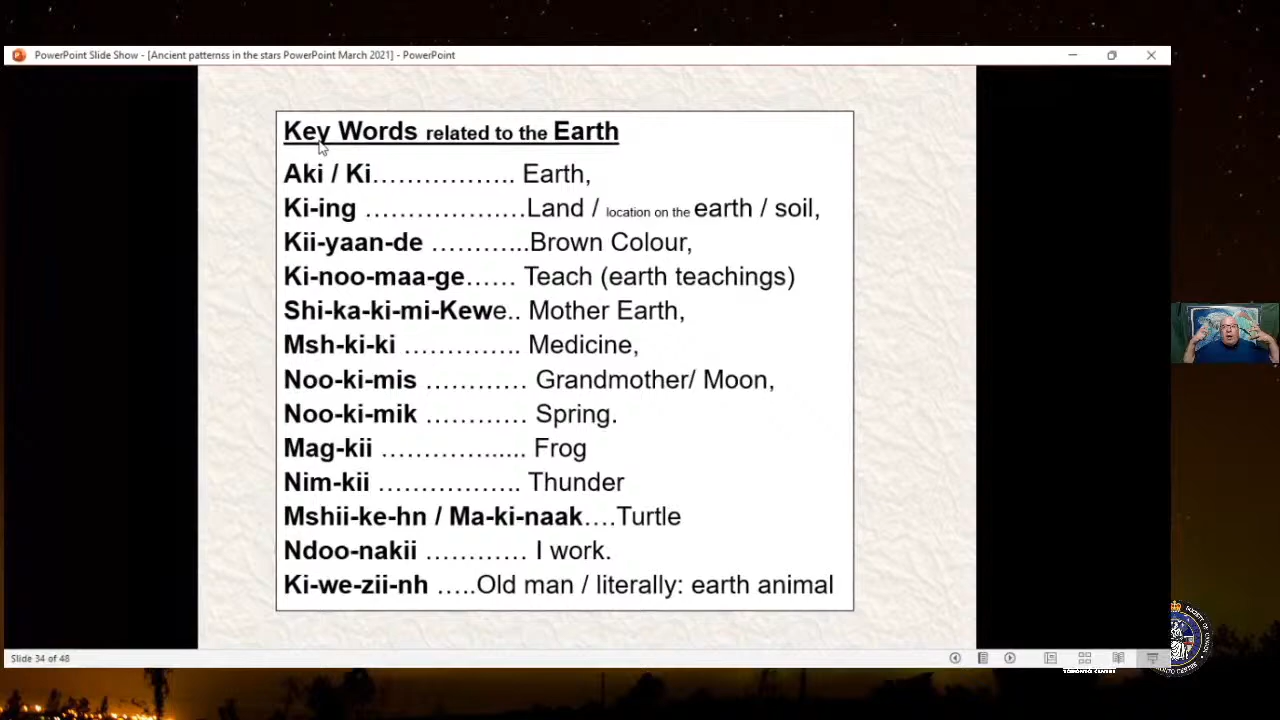 PowerPoint Slide Show - [Ancient patternss in the stars PowerPoint March 2021] - PowerPoint
Key Words related to the Earth
Aki / Ki…………….. Earth,
Ki-ing ……………….Land / location on the earth / soil,
Kii-yaan-de ………...Brown Colour,
Ki-noo-maa-ge…… Teach (earth teachings)
Shi-ka-ki-mi-Kewe.. Mother Earth,
Msh-ki-ki ………….. Medicine,
Noo-ki-mis ………… Grandmother/ Moon,
Noo-ki-mik ………… Spring.
Mag-kii …………...... Frog
Nim-kii …………….. Thunder
Mshii-ke-hn / Ma-ki-naak….Turtle
Ndoo-nakii ………… I work.
Ki-we-zii-nh …..Old man / literally: earth animal
Slide 34 of 48
TORONTO CENTRE